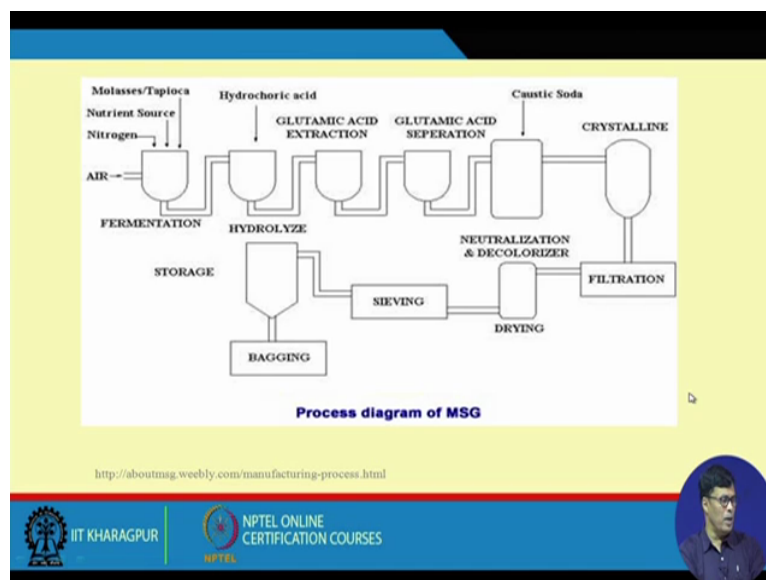 Molasses/Tapioca
Nutrient Source
Nitrogen
AIR
FERMENTATION
Hydrochoric acid
HYDROLYZE
GLUTAMIC ACID
EXTRACTION
GLUTAMIC ACID
SEPERATION
Caustic Soda
NEUTRALIZATION
& DECOLORIZER
CRYSTALLINE
FILTRATION
DRYING
SIEVING
STORAGE
BAGGING
Process diagram of MSG
http://aboutmsg.weebly.com/manufacturing-process.html
IIT KHARAGPUR
NPTEL
NPTEL ONLINE
CERTIFICATION COURSES